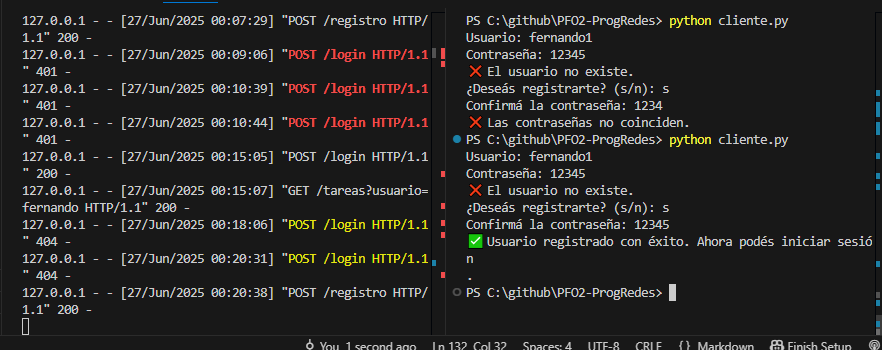 127.0.0.1 - - [27/Jun/2025 00:07:29] "POST /registro HTTP/
1.1" 200 -
127.0.0.1 - - [27/Jun/2025 00:09:06] "POST /login HTTP/1.1
" 401 -
127.0.0.1 - - [27/Jun/2025 00:10:39] "POST /login HTTP/1.1
" 401 -
127.0.0.1 - - [27/Jun/2025 00:10:44] "POST /login HTTP/1.1
" 401 -
127.0.0.1 - - [27/Jun/2025 00:15:05] "POST /login HTTP/1.1
" 200 -
127.0.0.1 - - [27/Jun/2025 00:15:07] "GET /tareas?usuario=
fernando HTTP/1.1" 200 -
127.0.0.1 - - [27/Jun/2025 00:18:06] "POST /login HTTP/1.1
" 404 -
127.0.0.1 - - [27/Jun/2025 00:20:31] "POST /login HTTP/1.1
" 404 -
127.0.0.1 - - [27/Jun/2025 00:20:38] "POST /registro HTTP/
1.1" 200 -
PS C:\github\PFO2-ProgRedes> python cliente.py
Usuario: fernando1
Contraseña: 12345
❌ El usuario no existe.
¿Deseás registrarte? (s/n): s
Confirmá la contraseña: 1234
❌ Las contraseñas no coinciden.
PS C:\github\PFO2-ProgRedes> python cliente.py
Usuario: fernando1
Contraseña: 12345
❌ El usuario no existe.
¿Deseás registrarte? (s/n): s
Confirmá la contraseña: 12345
✅ Usuario registrado con éxito. Ahora podés iniciar sesió
n
.
PS C:\github\PFO2-ProgRedes>
You, 1 second ago Ln 132, Col 32 Spaces: 4 UTF-8 CRLF {} Markdown Finish Setup